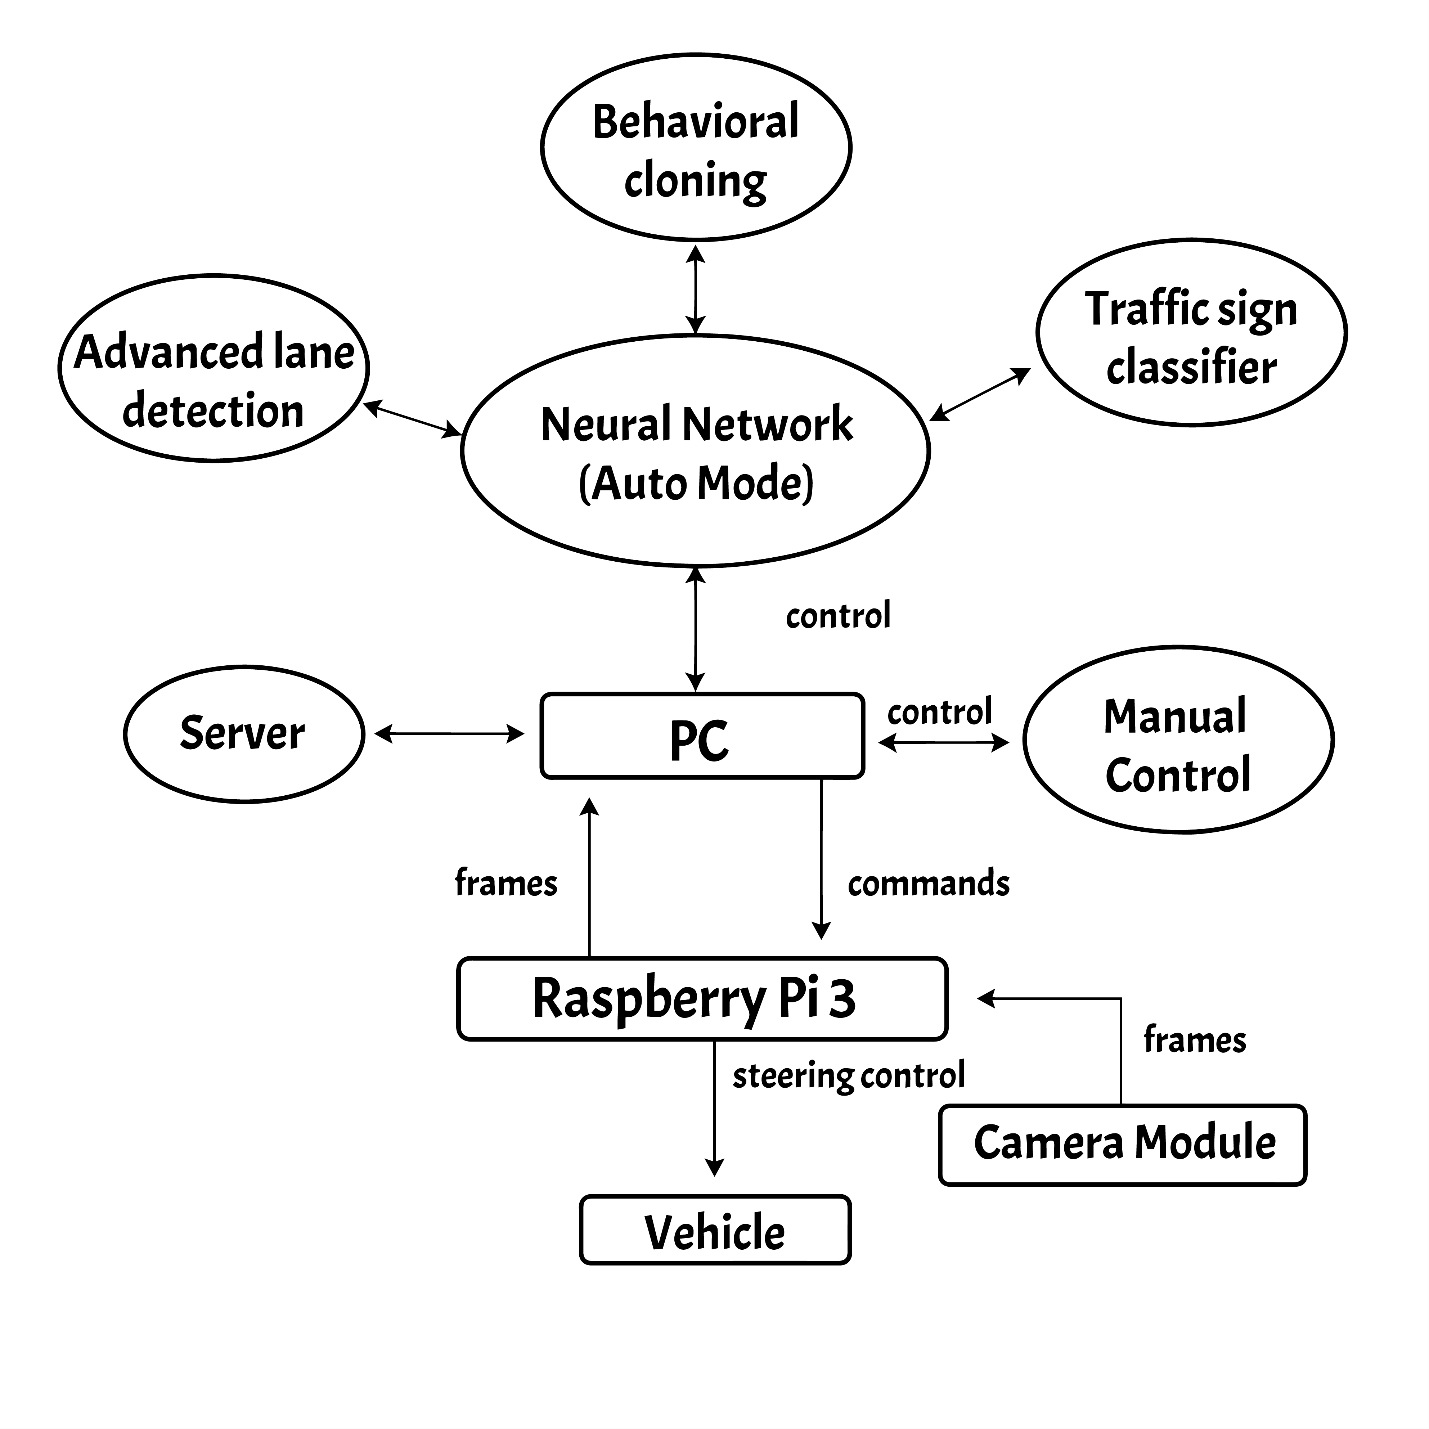 Behavioral
cloning
Traffic sign
classifier
Advanced lane
detection
Neural Network
(Auto Mode)
control
Server
PC
control
Manual
Control
frames
commands
Raspberry Pi 3
frames
steering control
Camera Module
Vehicle